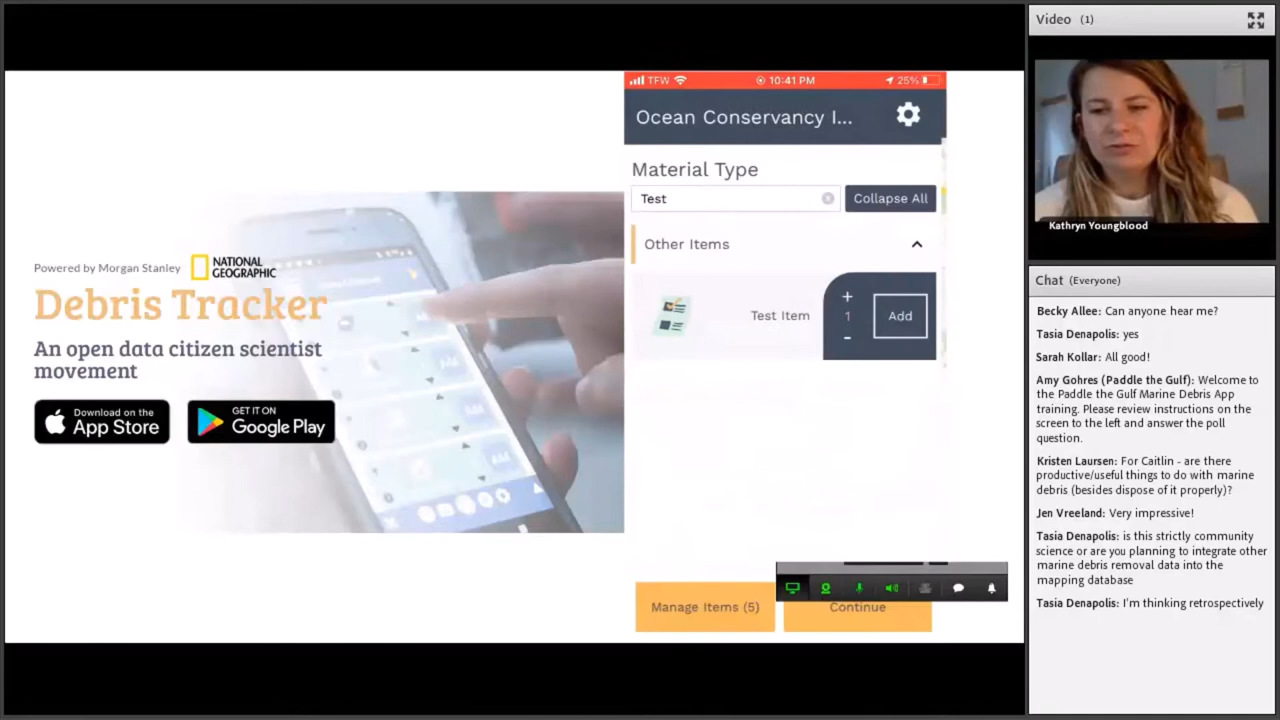 TFW
10:41 PM
25%
Ocean Conservancy I...
Material Type
Test
Collapse All
Other Items
Test Item
+
1
-
Add
Manage Items (5)
Continue
Powered by Morgan Stanley
NATIONAL
GEOGRAPHIC
Debris Tracker
An open data citizen scientist
movement
Download on the
App Store
GET IT ON
Google Play
Video (1)
Kathryn Youngblood
Chat (Everyone)
Becky Allee: Can anyone hear me?
Tasia Denapolis: yes
Sarah Kollar: All good!
Amy Gohres (Paddle the Gulf): Welcome to
the Paddle the Gulf Marine Debris App
training. Please review instructions on the
screen to the left and answer the poll
question.
Kristen Laursen: For Caitlin - are there
productive/useful things to do with marine
debris (besides dispose of it properly)?
Jen Vreeland: Very impressive!
Tasia Denapolis: is this strictly community
science or are you planning to integrate other
marine debris removal data into the
mapping database
Tasia Denapolis: I'm thinking retrospectively